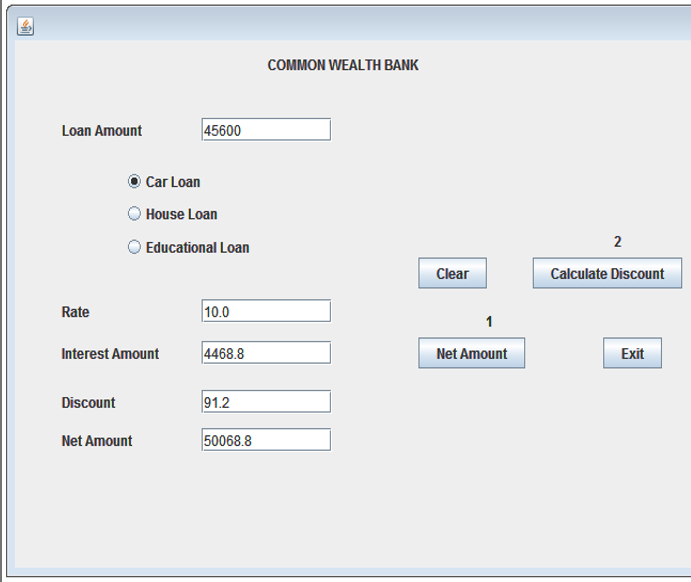 COMMON WEALTH BANK
Loan Amount 45600
Car Loan
House Loan
Educational Loan
2
Clear Calculate Discount
Rate 10.0
1
Interest Amount 4468.8
Net Amount Exit
Discount 91.2
Net Amount 50068.8